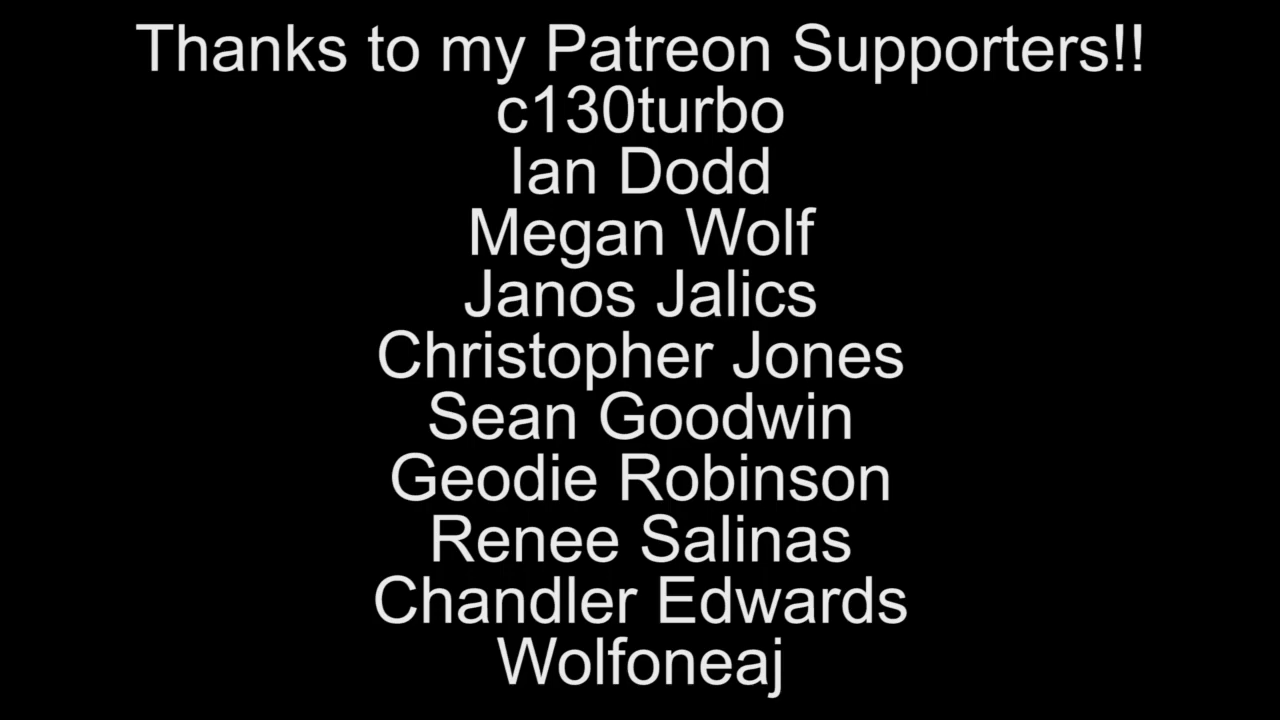 Thanks to my Patreon Supporters!!
c130turbo
Ian Dodd
Megan Wolf
Janos Jalics
Christopher Jones
Sean Goodwin
Geodie Robinson
Renee Salinas
Chandler Edwards
Wolfoneaj